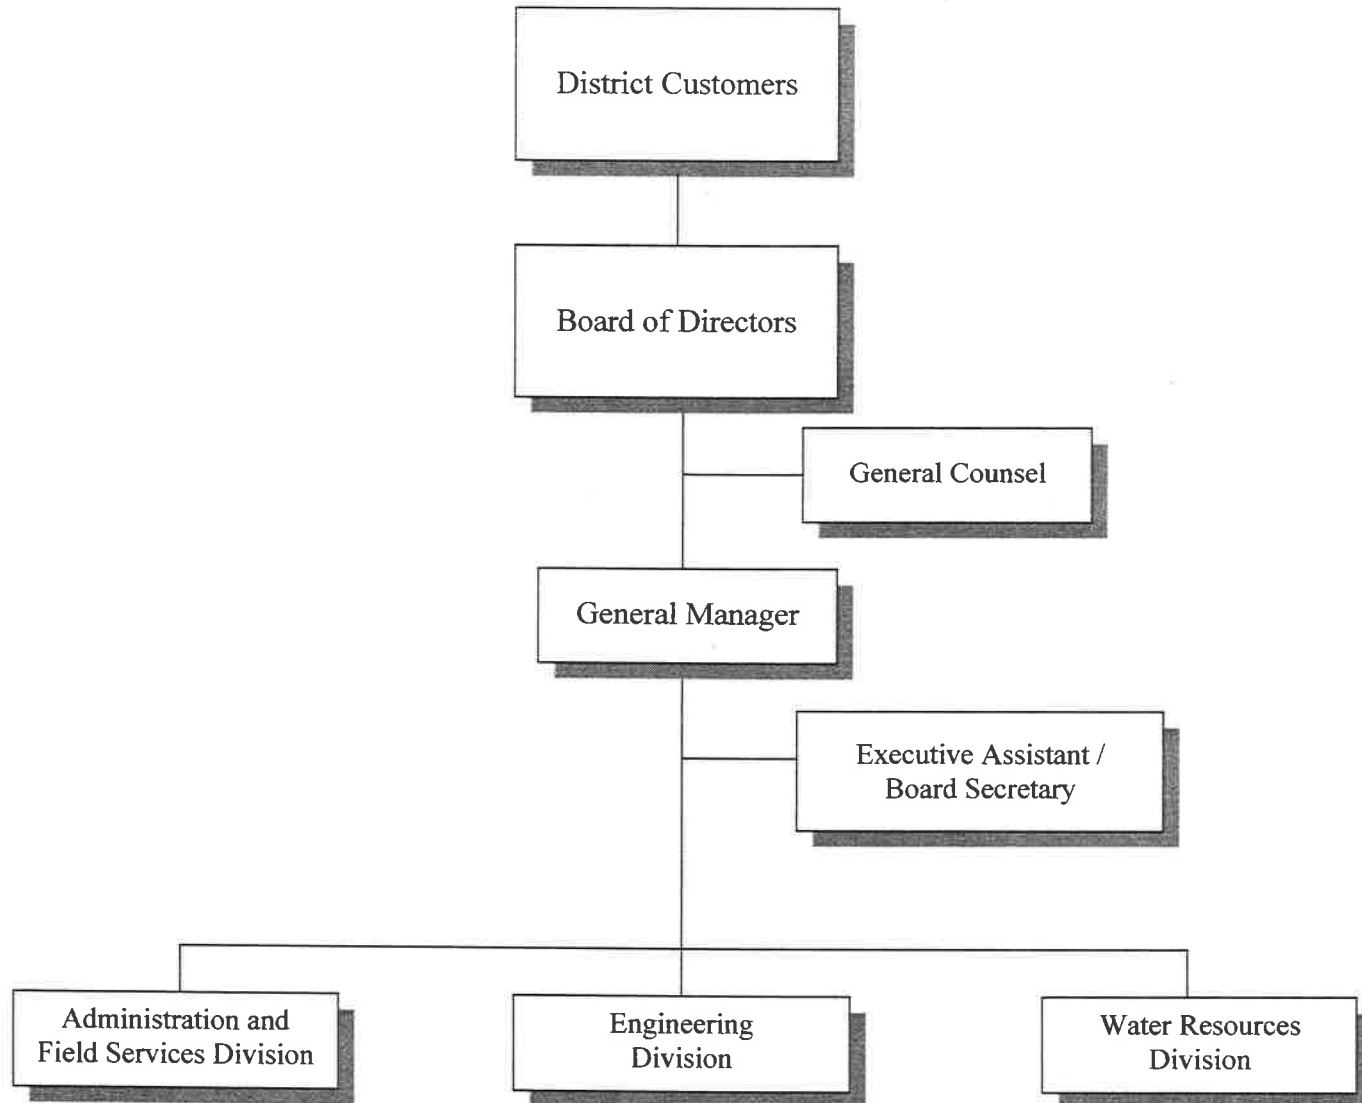 District Customers
Board of Directors
General Counsel
General Manager
Executive Assistant /
Board Secretary
Administration and
Field Services Division
Engineering
Division
Water Resources
Division